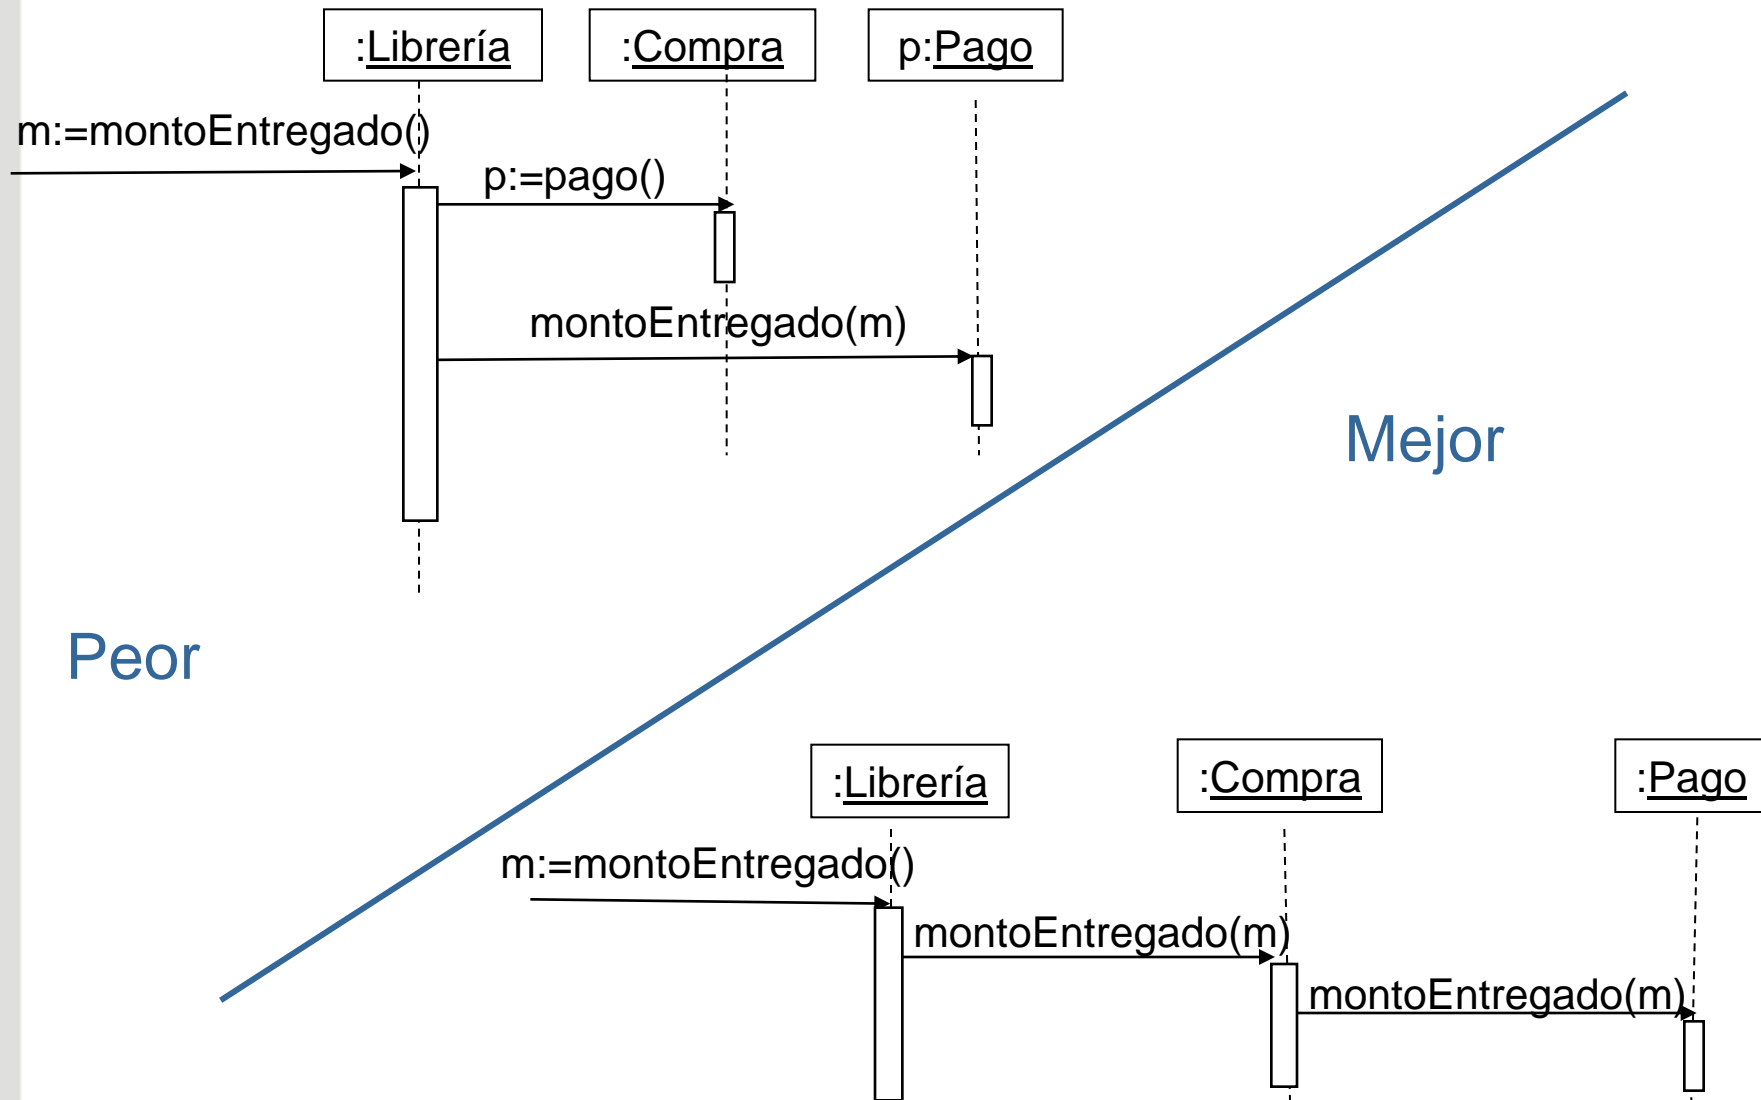 :Librería
:Compra
p:Pago
m:=montoEntregado()
p:=pago()
montoEntregado(m)
Mejor
Peor
:Librería
:Compra
:Pago
m:=montoEntregado()
montoEntregado(m)
montoEntregado(m)